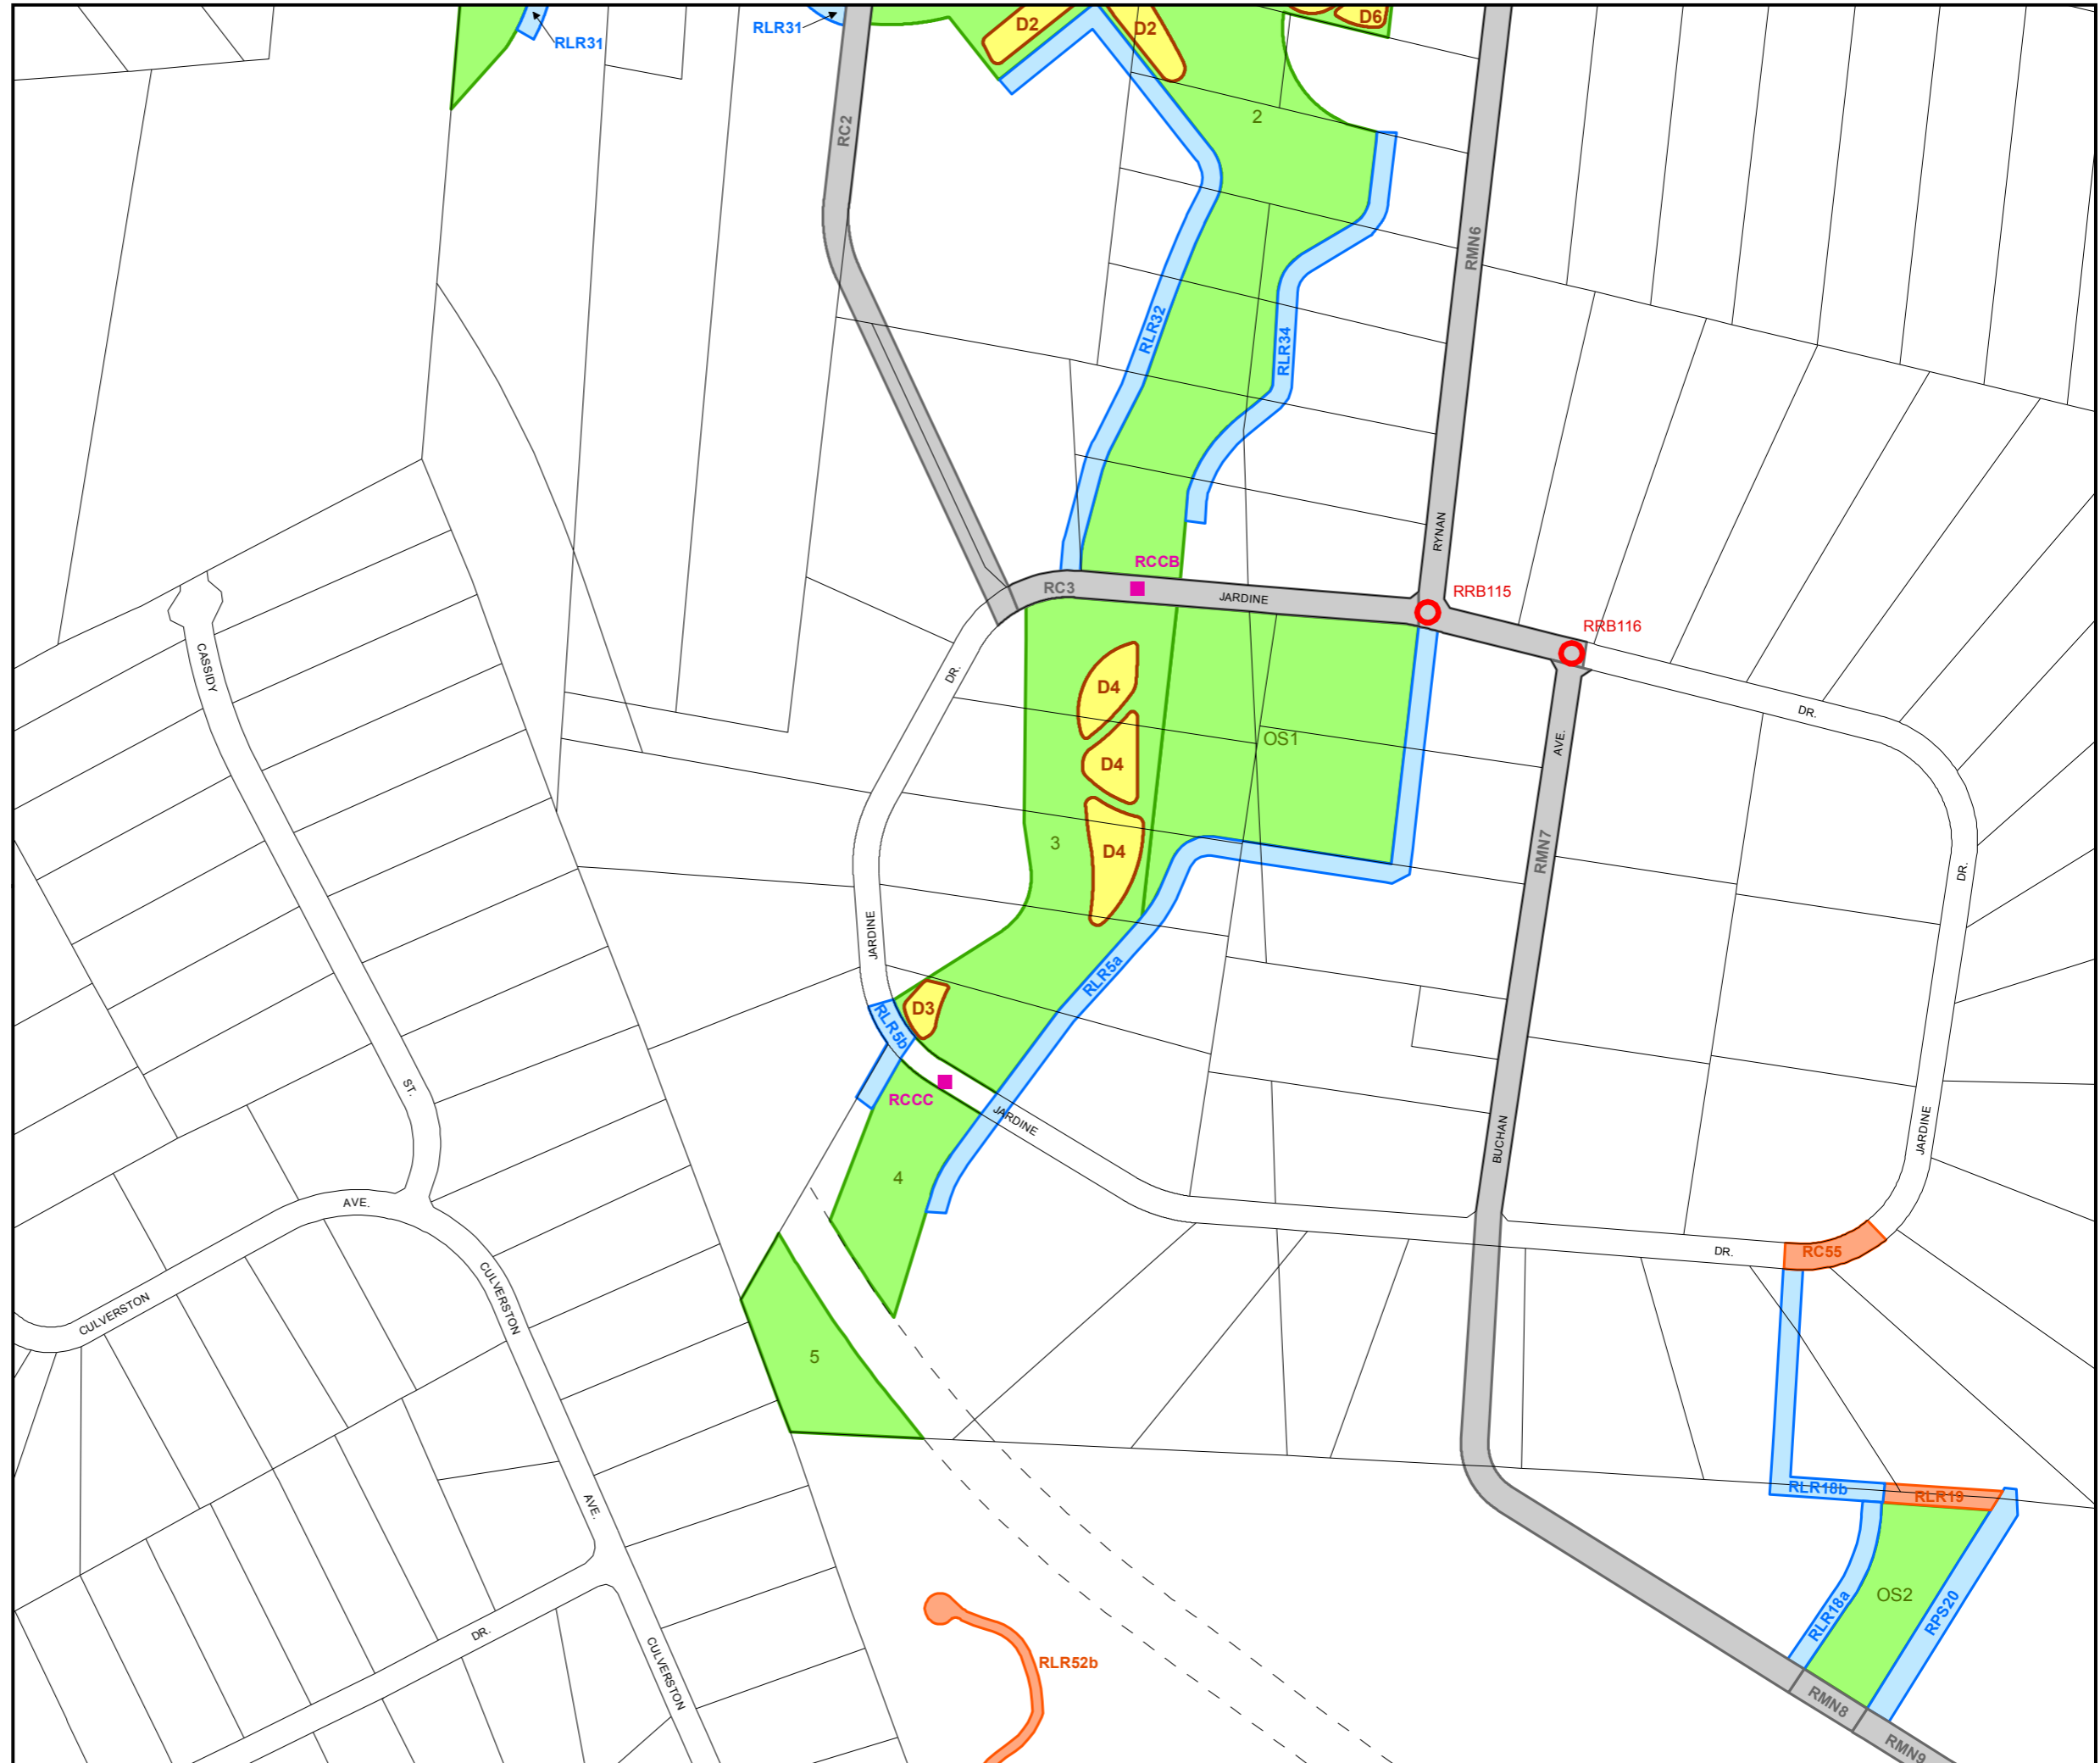 D2
D2
D6
RLR31
RLR31
2
RC2
RMN6
RLR32
RLR34
RYNAN
RCCB
RC3
JARDINE
RRB115
RRB116
CASSIDY
DR.
D4
DR.
OS1
AVE.
D4
3
D4
RMN7
DR.
JARDINE
RLR5a
D3
RLR5b
ST.
RCCC
JARDINE
BUCHAN
JARDINE
4
AVE.
DR.
RC55
CULVERSTON
CULVERSTON
5
RLR18b
RLR19
AVE.
OS2
RLR18a
RPS20
DR.
CULVERSTON
RLR52b
RMN8
RMN9